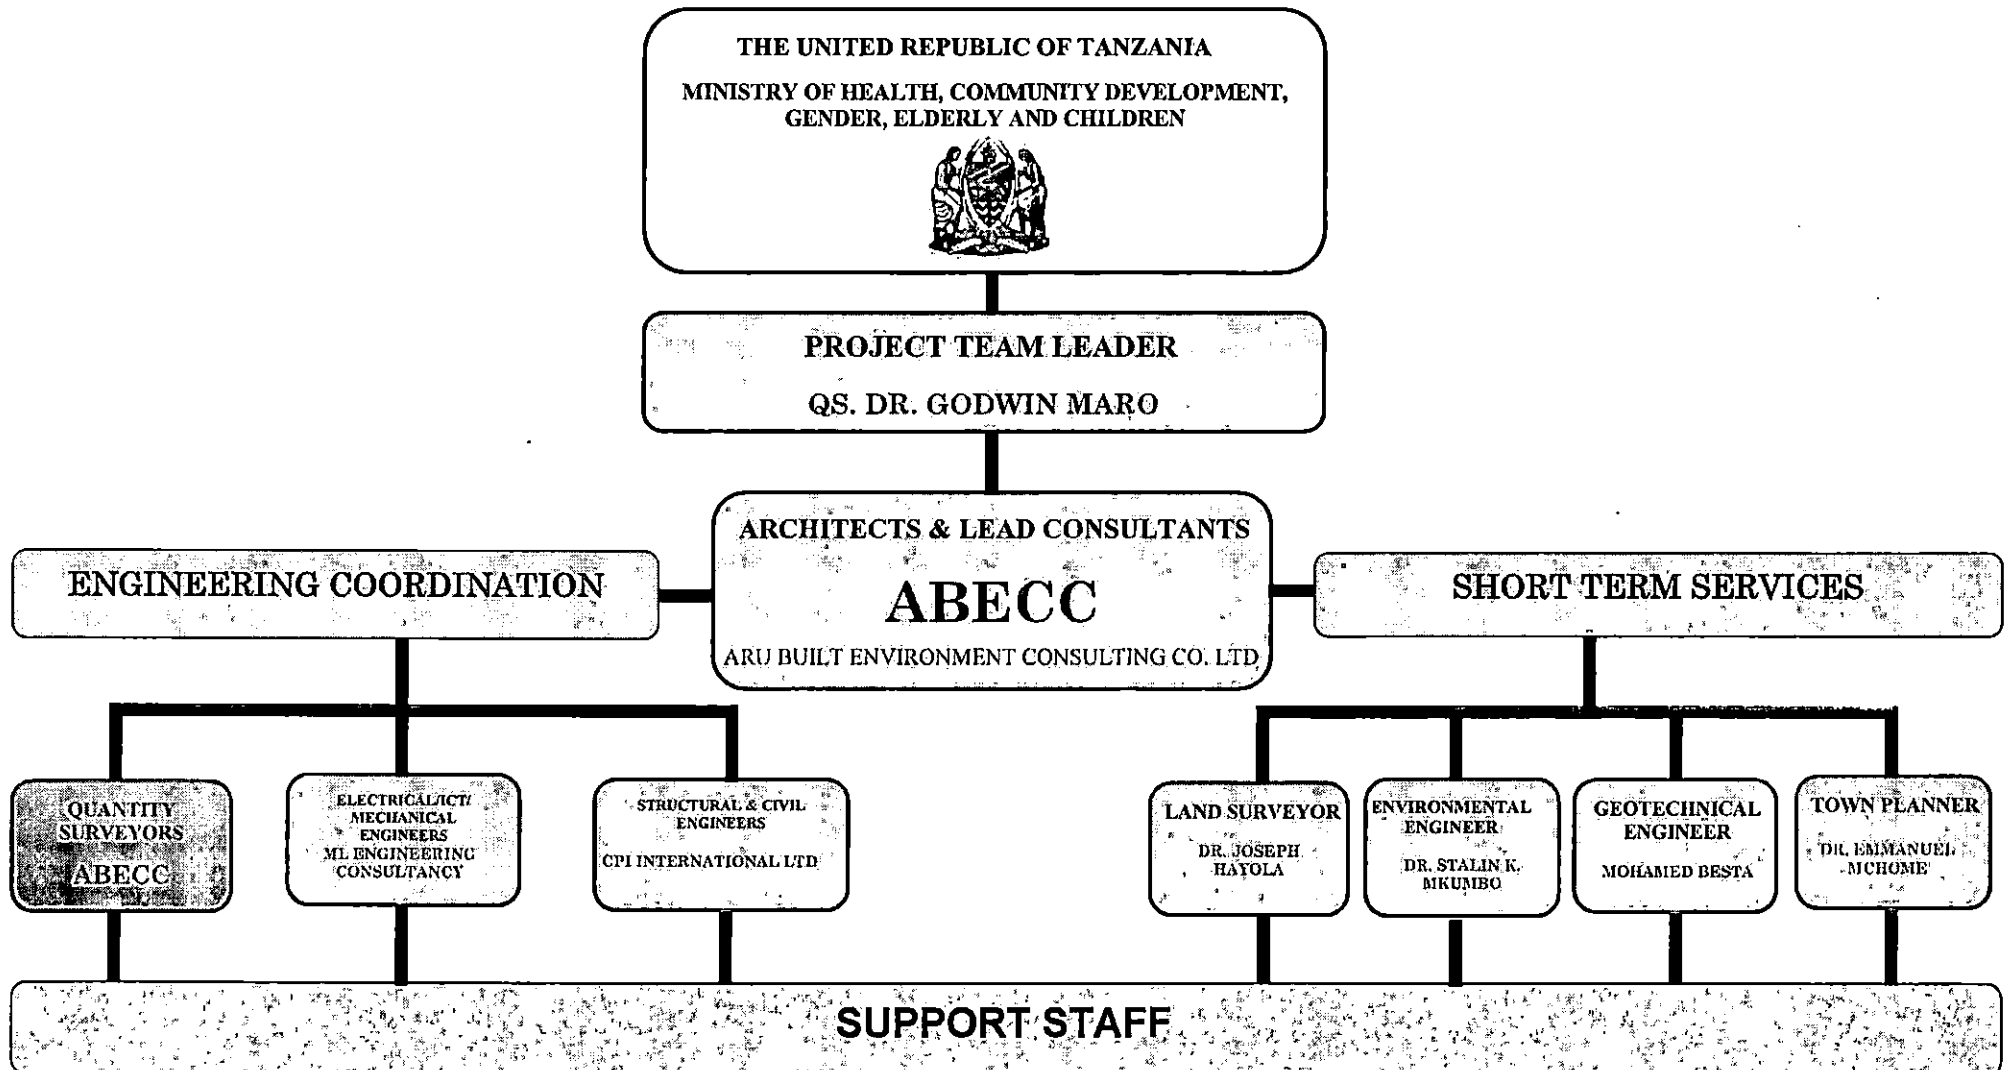 THE UNITED REPUBLIC OF TANZANIA
MINISTRY OF HEALTH, COMMUNITY DEVELOPMENT,
GENDER, ELDERLY AND CHILDREN
PROJECT TEAM LEADER
QS. DR. GODWIN MARO
ARCHITECTS & LEAD CONSULTANTS
ABECC
ARU BUILT ENVIRONMENT CONSULTING CO. LTD
ENGINEERING COORDINATION
SHORT TERM SERVICES
QUANTITY
SURVEYORS
ABECC
ELECTRICAL/ICT/
MECHANICAL
ENGINEERS
ML ENGINEERING
CONSULTANCY
STRUCTURAL & CIVIL
ENGINEERS
CPI INTERNATIONAL LTD
LAND SURVEYOR
DR. JOSEPH
HAYOLA
ENVIRONMENTAL
ENGINEER
DR. STALIN K.
MKUMBO
GEOTECHNICAL
ENGINEER
MOHAMED BESTA
TOWN PLANNER
DR. EMMANUEL
MCHOME
SUPPORT STAFF